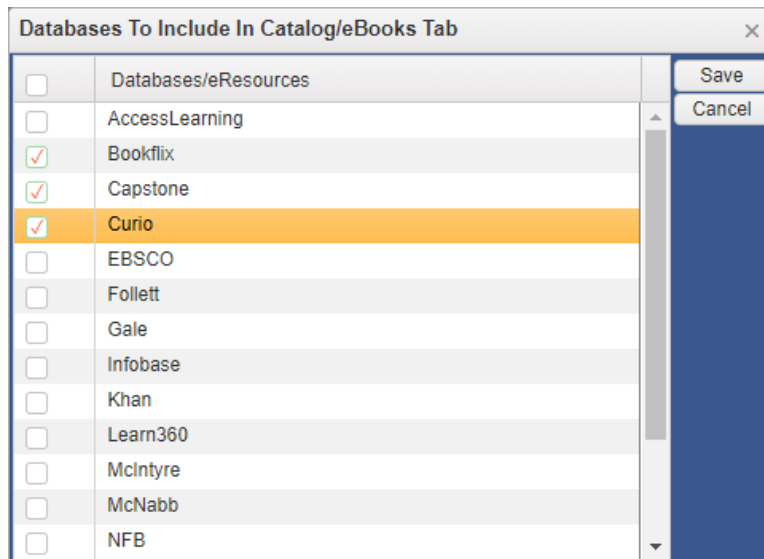 Databases To Include In Catalog/eBooks Tab
Databases/eResources
Save
Cancel
AccessLearning
Bookflix
Capstone
Curio
EBSCO
Follett
Gale
Infobase
Khan
Learn360
McIntyre
McNabb
NFB